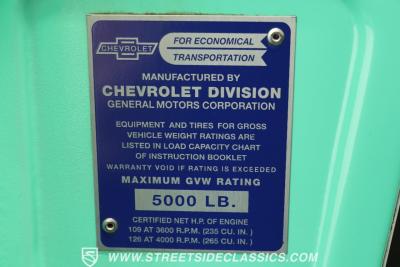 CHEVROLET
FOR ECONOMICAL
TRANSPORTATION
MANUFACTURED BY
CHEVROLET DIVISION
GENERAL MOTORS CORPORATION
EQUIPMENT AND TIRES FOR GROSS
VEHICLE WEIGHT RATINGS ARE
LISTED IN LOAD CAPACITY CHART
OF INSTRUCTION BOOKLET
WARRANTY VOID IF RATING IS EXCEEDED
MAXIMUM GVW RATING
5000 LB.
CERTIFIED NET H.P. OF ENGINE
109 AT 3600 R.P.M. (235 CU. IN.)
126 AT 4000 R.P.M. (265 CU. IN.)
WWW.STREETSIDECLASSICS.COM